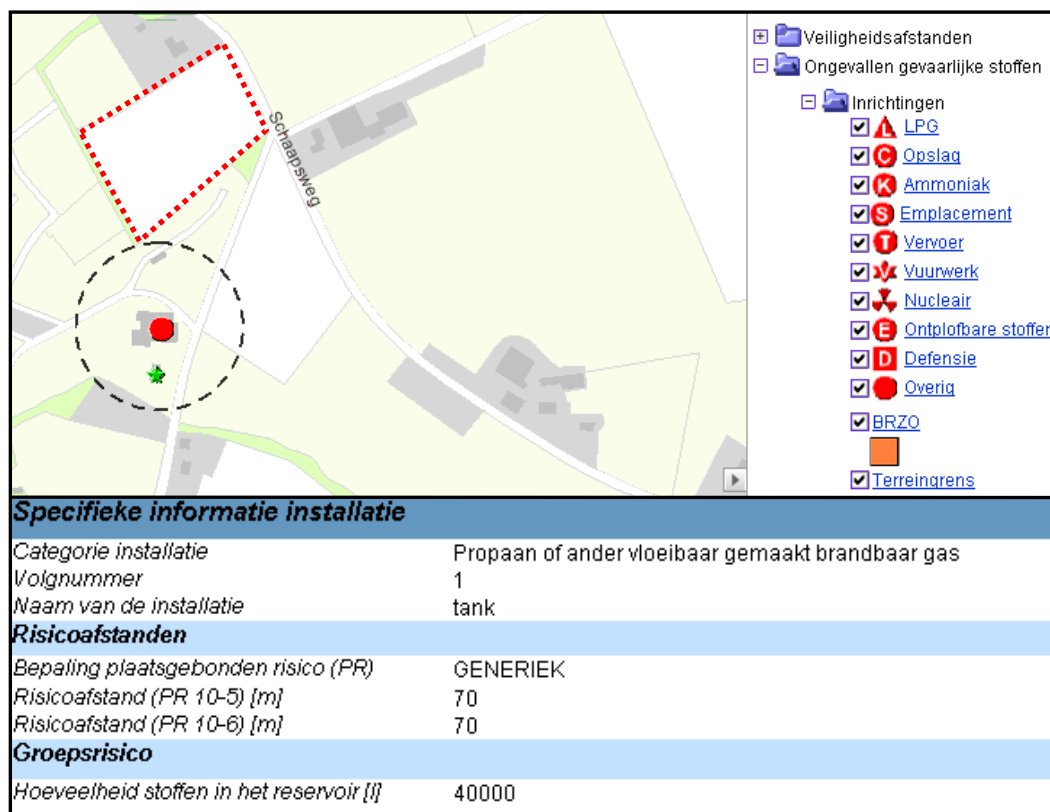 Schaapsweg
Veiligheidsafstanden
Ongevallen gevaarlijke stoffen
Inrichtingen
L LPG
C Opslag
K Ammoniak
S Emplacement
T Vervoer
Vuurwerk
Nucleair
E Ontplofbare stoffen
D Defensie
Overig
BRZO
Terreingrens
Specifieke informatie installatie
Categorie installatie Propaan of ander vloeibaar gemaakt brandbaar gas
Volgnummer 1
Naam van de installatie tank
Risicoafstanden
Bepaling plaatsgebonden risico (PR) GENERIEK
Risicoafstand (PR 10-5) [m] 70
Risicoafstand (PR 10-6) [m] 70
Groepsrisico
Hoeveelheid stoffen in het reservoir [l] 40000